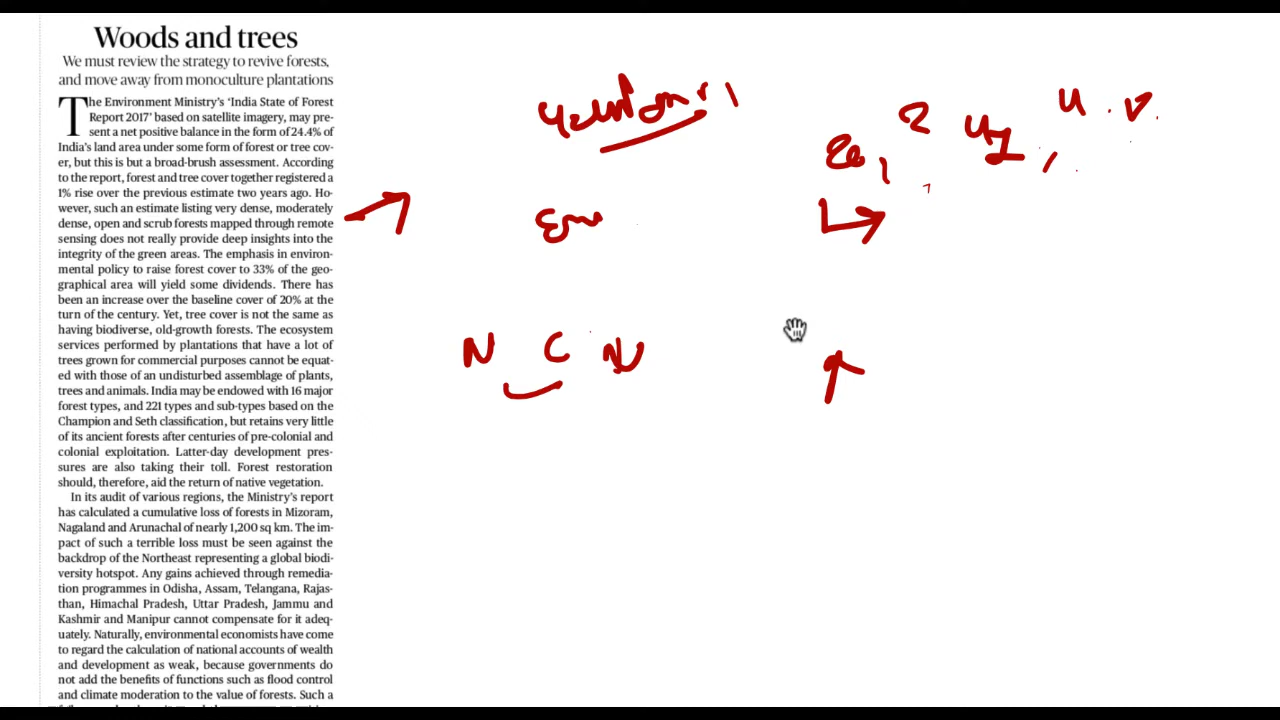 Woods and trees
We must review the strategy to revive forests,
and move away from monoculture plantations
The Environment Ministry's 'India State of Forest
Report 2017' based on satellite imagery, may pre-
sent a net positive balance in the form of 24.4% of
India's land area under some form of forest or tree cov-
er, but this is but a broad-brush assessment. According
to the report, forest and tree cover together registered a
1% rise over the previous estimate two years ago. Ho-
wever, such an estimate listing very dense, moderately
dense, open and scrub forests mapped through remote
sensing does not really provide deep insights into the
integrity of the green areas. The emphasis in environ-
mental policy to raise forest cover to 33% of the geo-
graphical area will yield some dividends. There has
been an increase over the baseline cover of 20% at the
turn of the century. Yet, tree cover is not the same as
having biodiverse, old-growth forests. The ecosystem
services performed by plantations that have a lot of
trees grown for commercial purposes cannot be equat-
ed with those of an undisturbed assemblage of plants,
trees and animals. India may be endowed with 16 major
forest types, and 221 types and sub-types based on the
Champion and Seth classification, but retains very little
of its ancient forests after centuries of pre-colonial and
colonial exploitation. Latter-day development pres-
sures are also taking their toll. Forest restoration
should, therefore, aid the return of native vegetation.
In its audit of various regions, the Ministry's report
has calculated a cumulative loss of forests in Mizoram,
Nagaland and Arunachal of nearly 1,200 sq km. The im-
pact of such a terrible loss must be seen against the
backdrop of the Northeast representing a global biodi-
versity hotspot. Any gains achieved through remedia-
tion programmes in Odisha, Assam, Telangana, Rajas-
than, Himachal Pradesh, Uttar Pradesh, Jammu and
Kashmir and Manipur cannot compensate for it adeq-
uately. Naturally, environmental economists have come
to regard the calculation of national accounts of wealth
and development as weak, because governments do
not add the benefits of functions such as flood control
and climate moderation to the value of forests. Such a
N C N